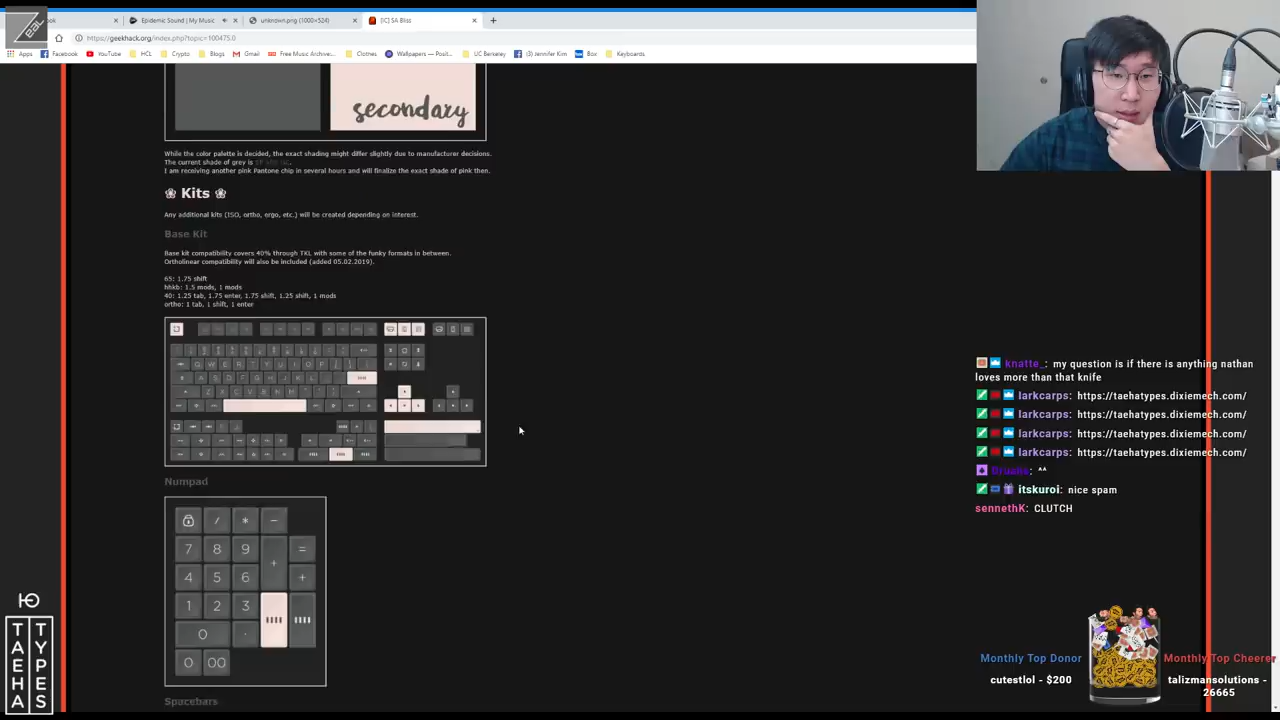 Zeal
ook
Epidemic Sound | My Music
unknown.png (1000×524)
[IC] SA Bliss
https://geekhack.org/index.php?topic=100475.0
Apps
Facebook
YouTube
HCL
Crypto
Blogs
Gmail
Free Music Archive...
Clothes
Wallpapers — Posit...
UC Berkeley
(3) Jennifer Kim
Box
Keyboards
secondary
While the color palette is decided, the exact shading might differ slightly due to manufacturer decisions.
The current shade of grey is
I am receiving another pink Pantone chip in several hours and will finalize the exact shade of pink then.
❀ Kits ❀
Any additional kits (ISO, ortho, ergo, etc.) will be created depending on interest.
Base Kit
Base kit compatibility covers 40% through TKL with some of the funky formats in between.
Ortholinear compatibility will also be included (added 05.02.2019).
65: 1.75 shift
hhkb: 1.5 mods, 1 mods
40: 1.25 tab, 1.75 enter, 1.75 shift, 1.25 shift, 1 mods
ortho: 1 tab, 1 shift, 1 enter
Numpad
/ * −
7 8 9 + =
4 5 6 +
1 2 3
0 .
0 00
Spacebars
knatte_: my question is if there is anything nathan
loves more than that knife
larkcarps: https://taehatypes.dixiemech.com/
larkcarps: https://taehatypes.dixiemech.com/
larkcarps: https://taehatypes.dixiemech.com/
larkcarps: https://taehatypes.dixiemech.com/
^^
itskuroi: nice spam
sennethK: CLUTCH
TAEHA
TYPES
Monthly Top Donor
cutestlol - $200
Monthly Top Cheerer
talizmansolutions -
26665